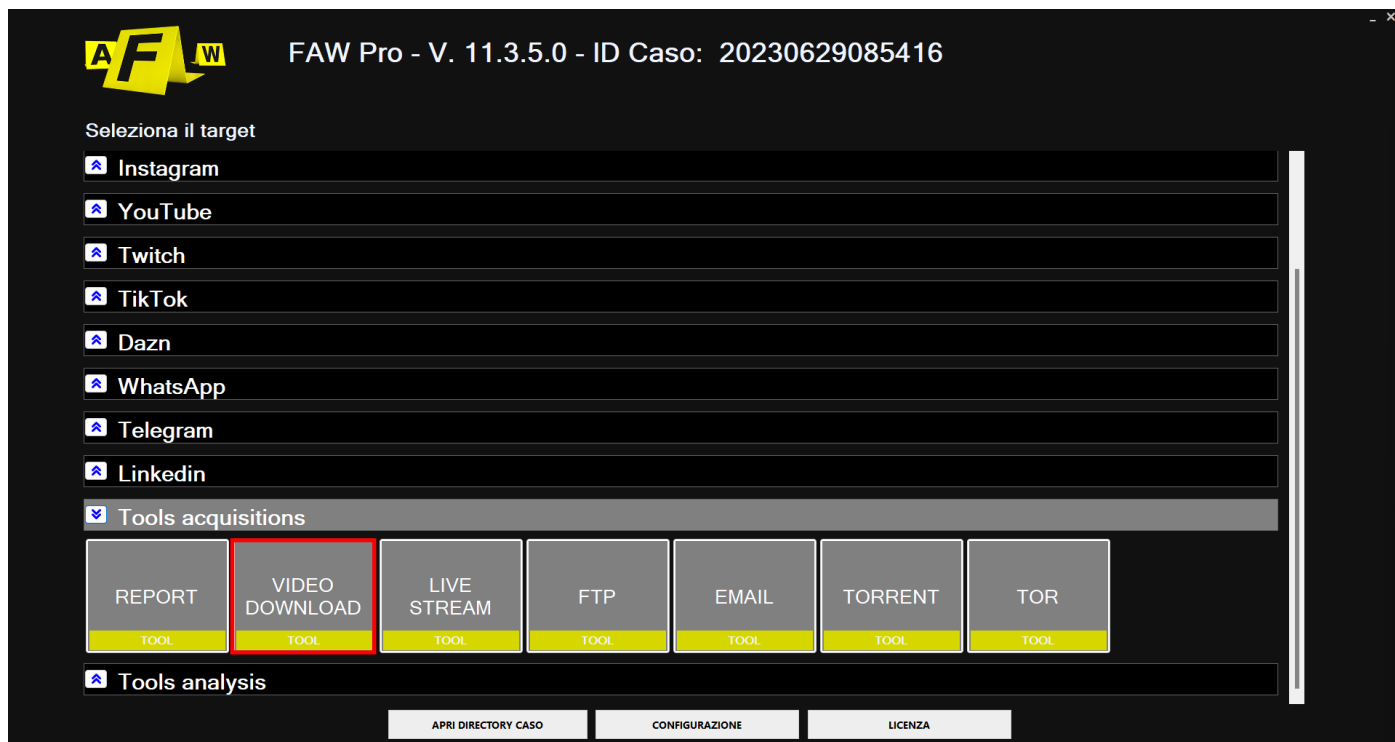 A F W
FAW Pro - V. 11.3.5.0 - ID Caso: 20230629085416
Seleziona il target
Instagram
YouTube
Twitch
TikTok
Dazn
WhatsApp
Telegram
Linkedin
Tools acquisitions
REPORT
TOOL
VIDEO
DOWNLOAD
TOOL
LIVE
STREAM
TOOL
FTP
TOOL
EMAIL
TOOL
TORRENT
TOOL
TOR
TOOL
Tools analysis
APRI DIRECTORY CASO
CONFIGURAZIONE
LICENZA